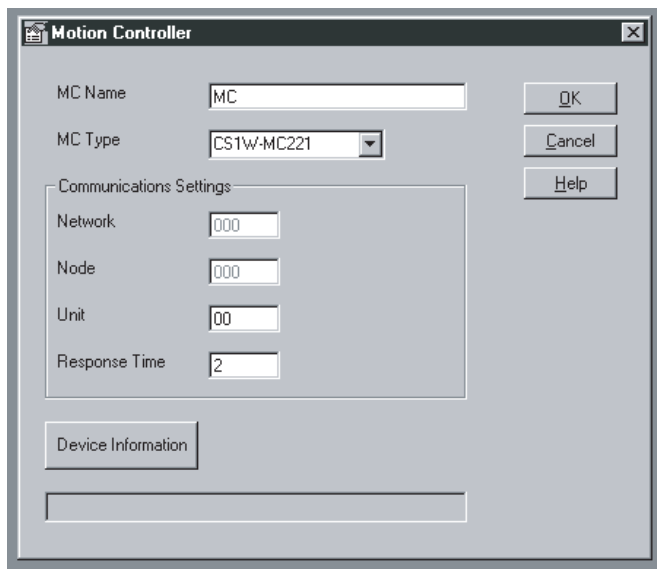 Motion Controller
MC Name
MC
OK
MC Type
CS1W-MC221
Cancel
Help
Communications Settings
Network
000
Node
000
Unit
00
Response Time
2
Device Information